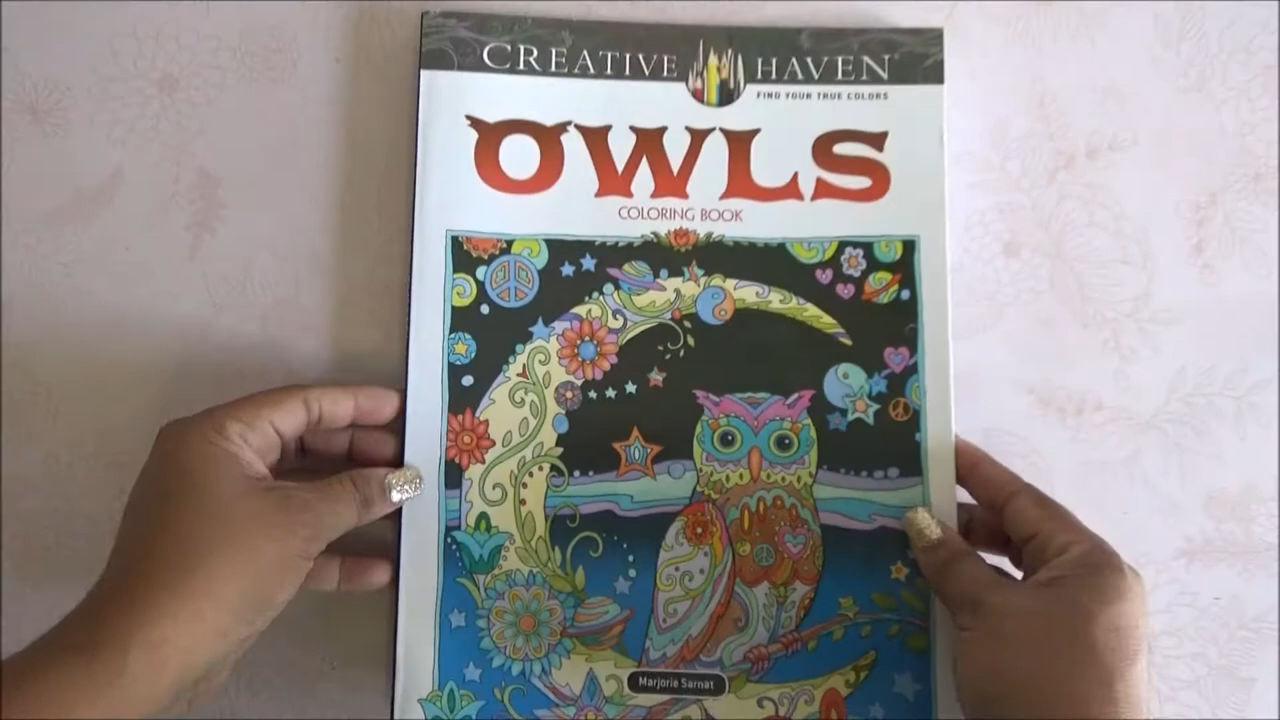 CREATIVE HAVEN
FIND YOUR TRUE COLORS
OWLS
COLORING BOOK
Marjorie Sarnat